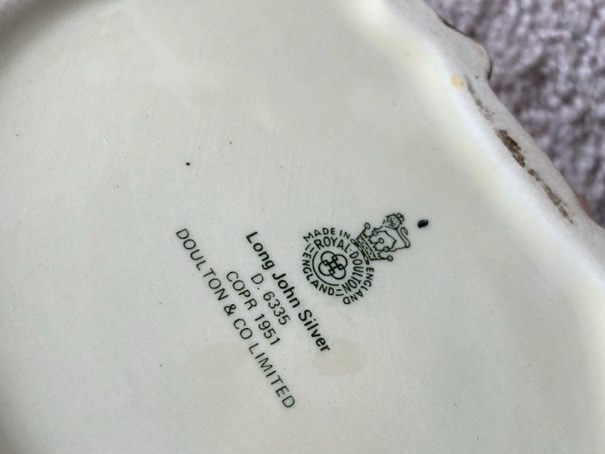 MADE IN ENGLAND
ROYAL DOULTON
ENGLAND
Long John Silver
D. 6335
COPR 1951
DOULTON & CO LIMITED